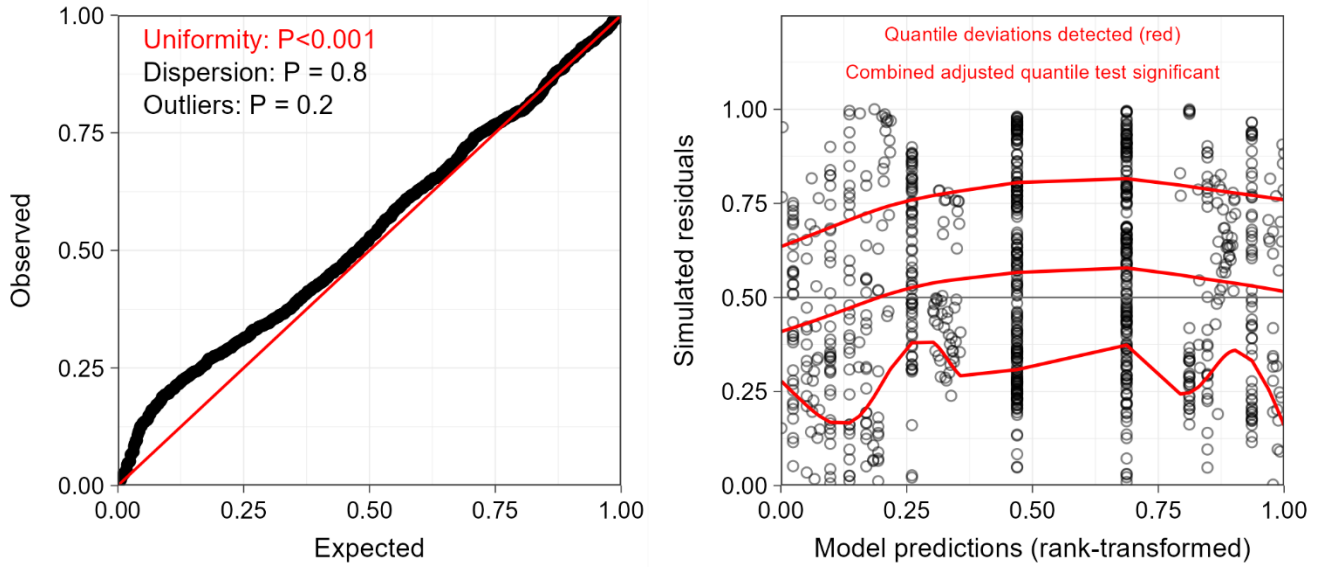 1.00
0.75
0.50
0.25
0.00
Observed
Uniformity: P<0.001
Dispersion: P = 0.8
Outliers: P = 0.2
0.00 0.25 0.50 0.75 1.00
Expected
Quantile deviations detected (red)
Combined adjusted quantile test significant
1.00
0.75
0.50
0.25
0.00
Simulated residuals
0.00 0.25 0.50 0.75 1.00
Model predictions (rank-transformed)